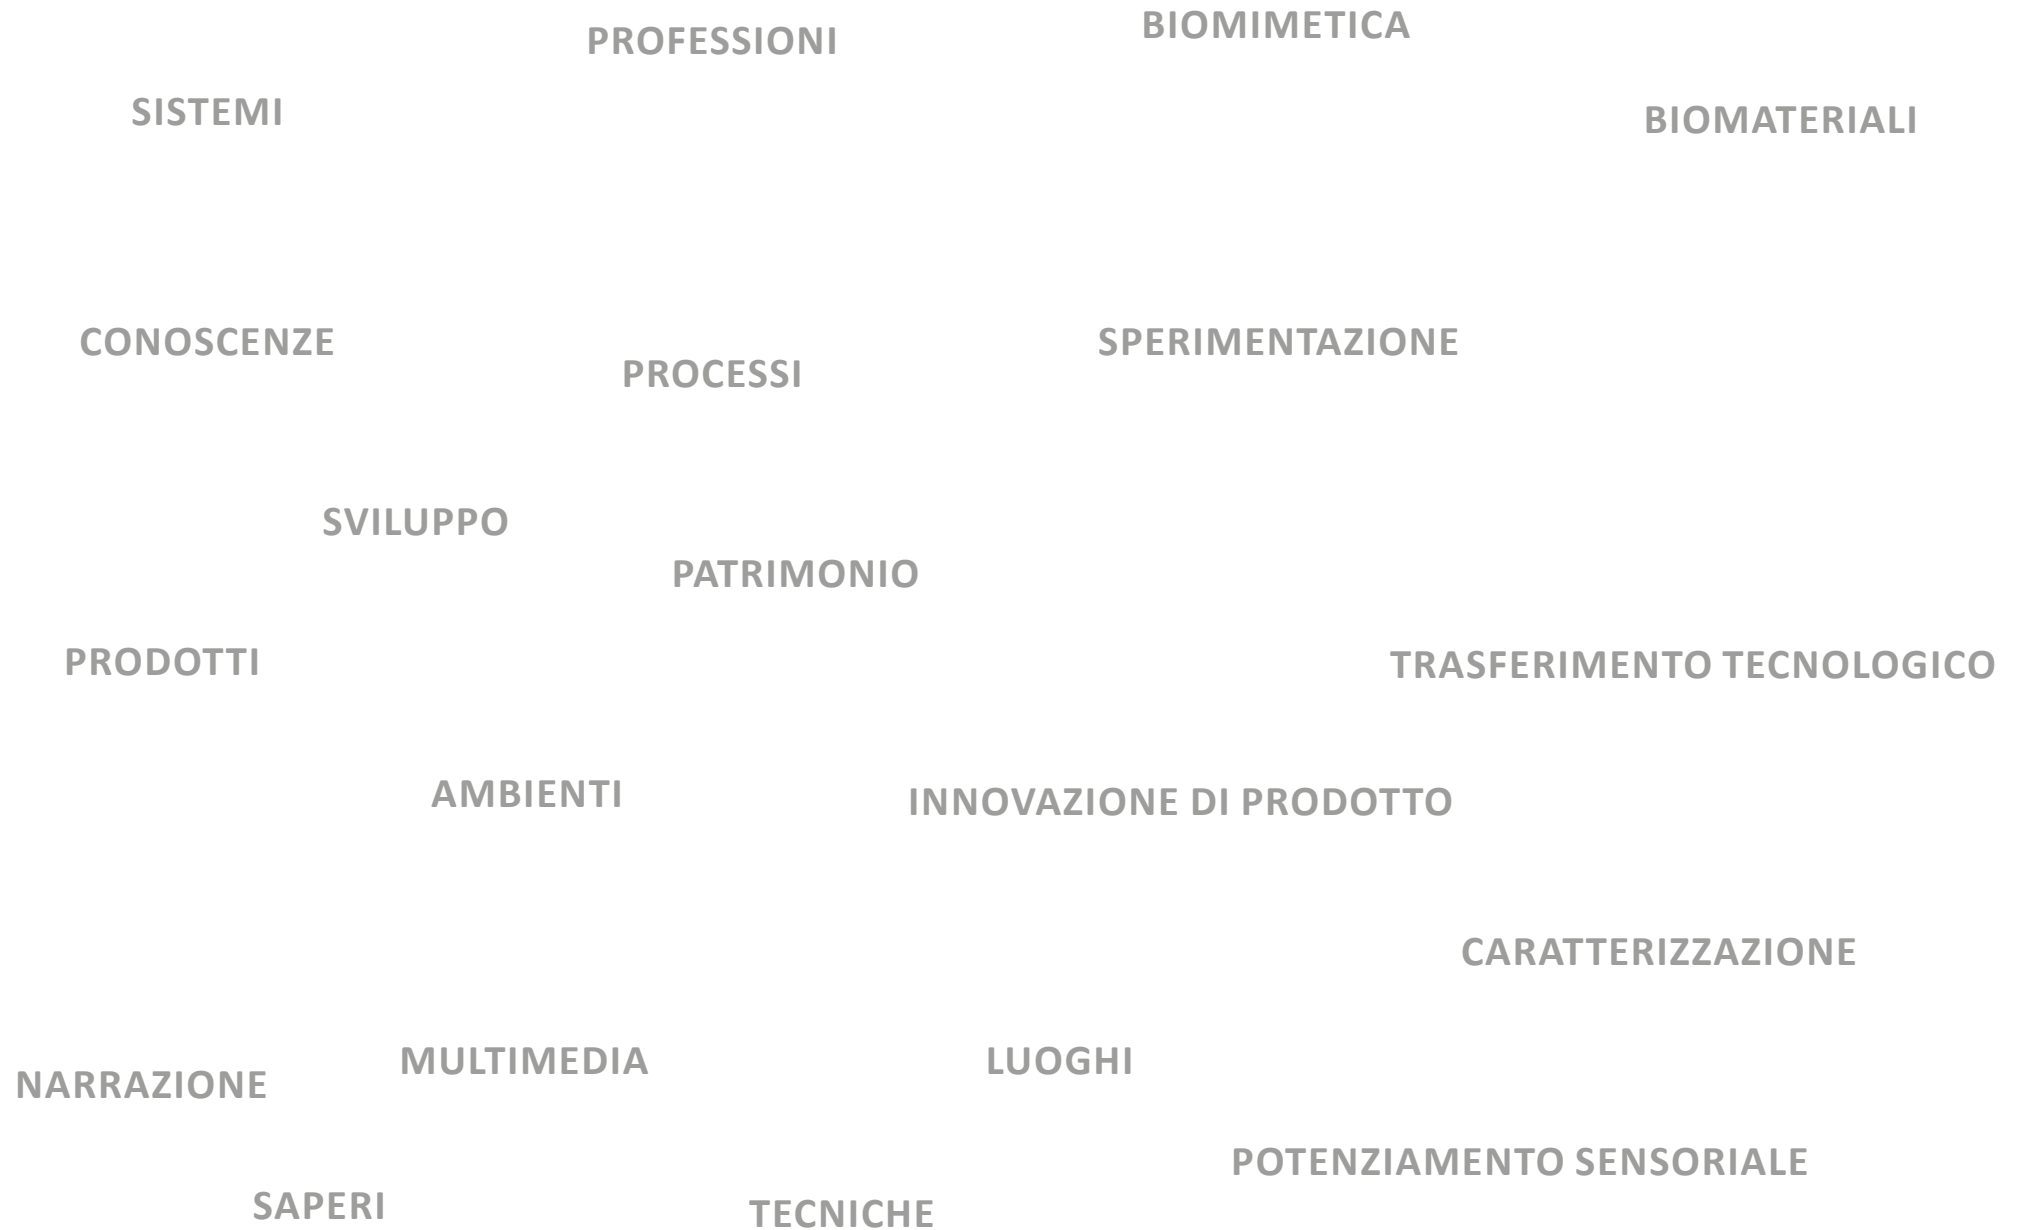 BIOMIMETICA
PROFESSIONI
SISTEMI
BIOMATERIALI
CONOSCENZE
SPERIMENTAZIONE
PROCESSI
SVILUPPO
PATRIMONIO
PRODOTTI
TRASFERIMENTO TECNOLOGICO
AMBIENTI
INNOVAZIONE DI PRODOTTO
CARATTERIZZAZIONE
MULTIMEDIA
LUOGHI
NARRAZIONE
POTENZIAMENTO SENSORIALE
SAPERI
TECNICHE